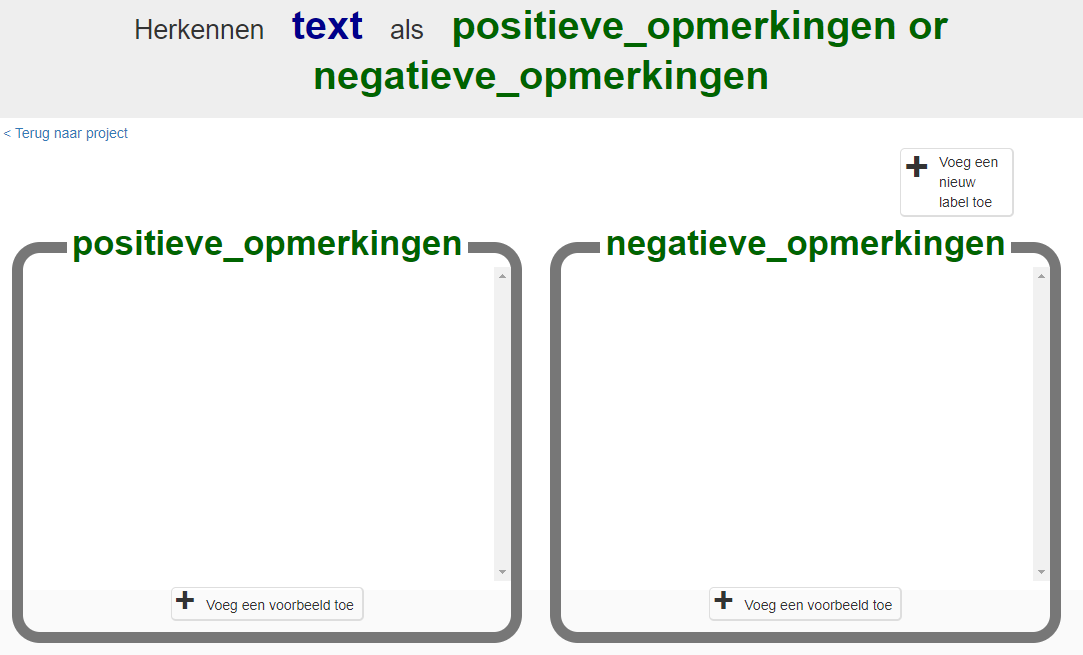 Herkennen text als positieve_opmerkingen or
negatieve_opmerkingen
< Terug naar project
Voeg een
nieuw
label toe
positieve_opmerkingen
negatieve_opmerkingen
Voeg een voorbeeld toe
Voeg een voorbeeld toe